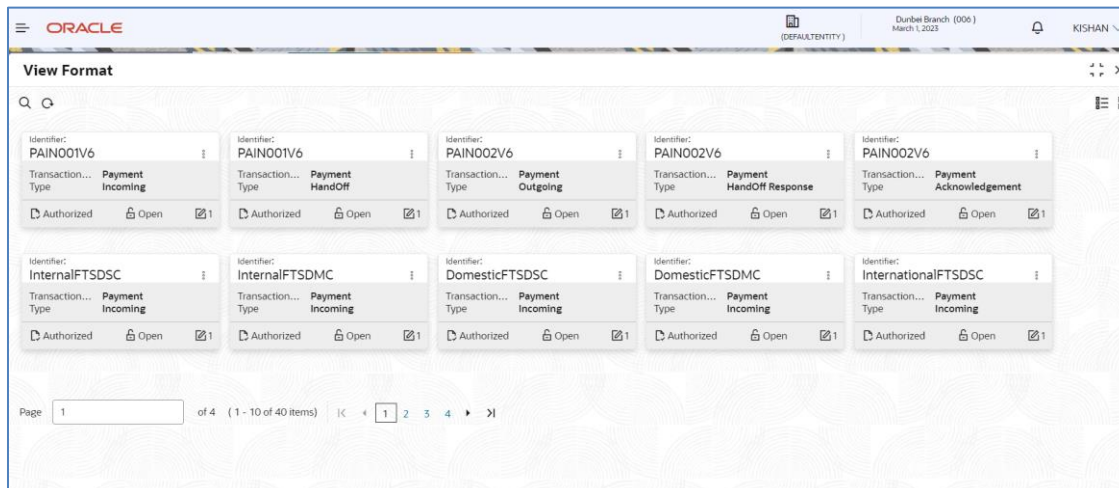 ORACLE
(DEFAULTENTITY )
Dunbei Branch (006 )
March 1, 2023
KISHAN
View Format
Identifier:
PAIN001V6
Transaction... Payment
Type Incoming
Authorized Open 1
Identifier:
PAIN001V6
Transaction... Payment
Type HandOff
Authorized Open 1
Identifier:
PAIN002V6
Transaction... Payment
Type Outgoing
Authorized Open 1
Identifier:
PAIN002V6
Transaction... Payment
Type HandOff Response
Authorized Open 1
Identifier:
PAIN002V6
Transaction... Payment
Type Acknowledgement
Authorized Open 1
Identifier:
InternalFTSDSC
Transaction... Payment
Type Incoming
Authorized Open 1
Identifier:
InternalFTSDMC
Transaction... Payment
Type Incoming
Authorized Open 1
Identifier:
DomesticFTSDSC
Transaction... Payment
Type Incoming
Authorized Open 1
Identifier:
DomesticFTSDMC
Transaction... Payment
Type Incoming
Authorized Open 1
Identifier:
InternationalFTSDSC
Transaction... Payment
Type Incoming
Authorized Open 1
Page 1 of 4 (1 - 10 of 40 items) 1 2 3 4